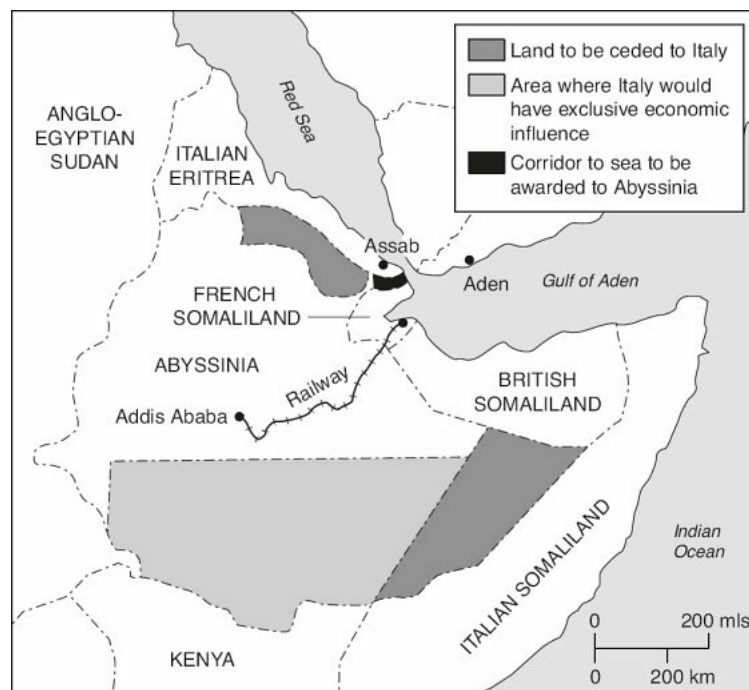 Land to be ceded to Italy
Area where Italy would
have exclusive economic
influence
Corridor to sea to be
awarded to Abyssinia
ANGLO-
EGYPTIAN
SUDAN
Red Sea
ITALIAN
ERITREA
Assab
Aden
Gulf of Aden
FRENCH
SOMALILAND
ABYSSINIA
Railway
BRITISH
SOMALILAND
Addis Ababa
ITALIAN SOMALILAND
Indian
Ocean
KENYA
0 200 mls
0 200 km